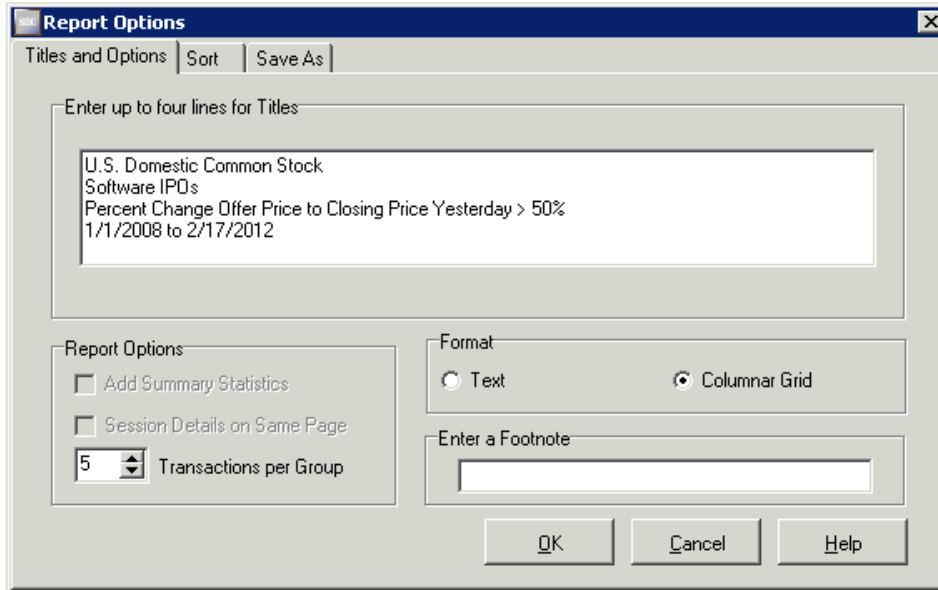 SDC Report Options
Titles and Options Sort Save As
Enter up to four lines for Titles
U.S. Domestic Common Stock
Software IPOs
Percent Change Offer Price to Closing Price Yesterday > 50%
1/1/2008 to 2/17/2012
Report Options
Add Summary Statistics
Session Details on Same Page
5 Transactions per Group
Format
Text Columnar Grid
Enter a Footnote
OK Cancel Help